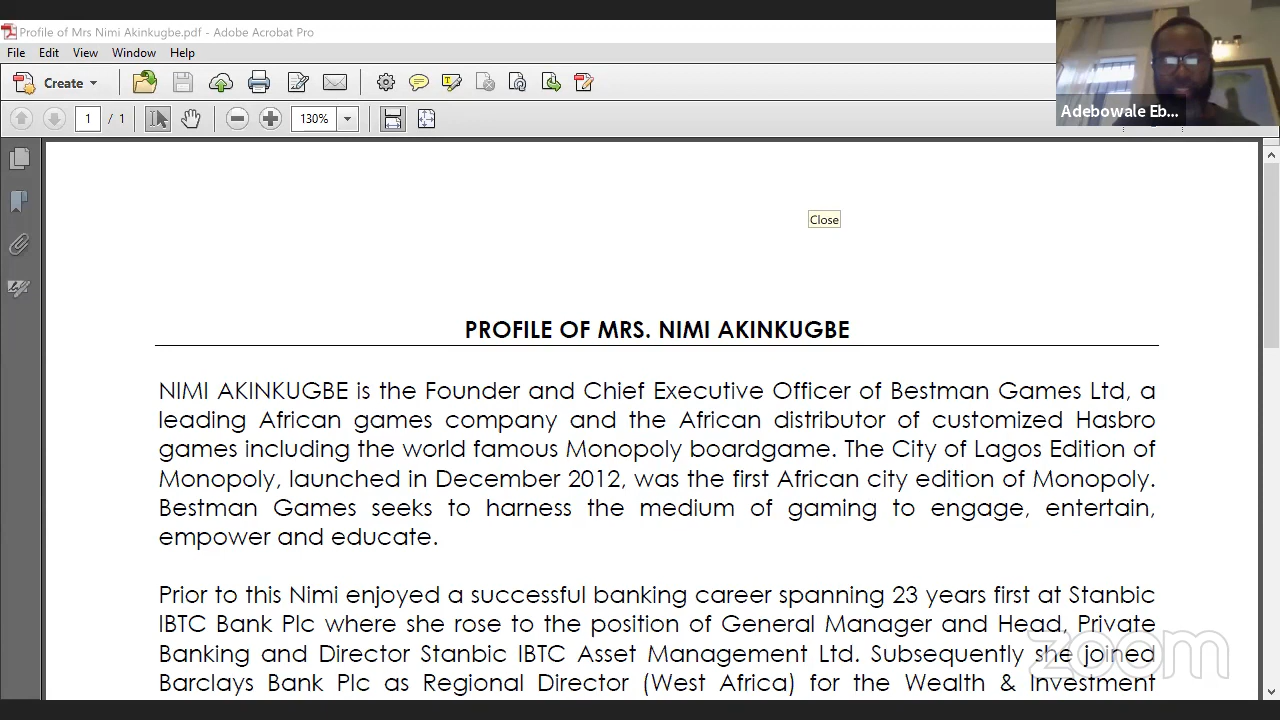 Profile of Mrs Nimi Akinkugbe.pdf - Adobe Acrobat Pro
File Edit View Window Help
Create
1 / 1 130%
Adebowale Eb...
Close
PROFILE OF MRS. NIMI AKINKUGBE
NIMI AKINKUGBE is the Founder and Chief Executive Officer of Bestman Games Ltd, a
leading African games company and the African distributor of customized Hasbro
games including the world famous Monopoly boardgame. The City of Lagos Edition of
Monopoly, launched in December 2012, was the first African city edition of Monopoly.
Bestman Games seeks to harness the medium of gaming to engage, entertain,
empower and educate.
Prior to this Nimi enjoyed a successful banking career spanning 23 years first at Stanbic
IBTC Bank Plc where she rose to the position of General Manager and Head, Private
Banking and Director Stanbic IBTC Asset Management Ltd. Subsequently she joined
Barclays Bank Plc as Regional Director (West Africa) for the Wealth & Investment
zoom